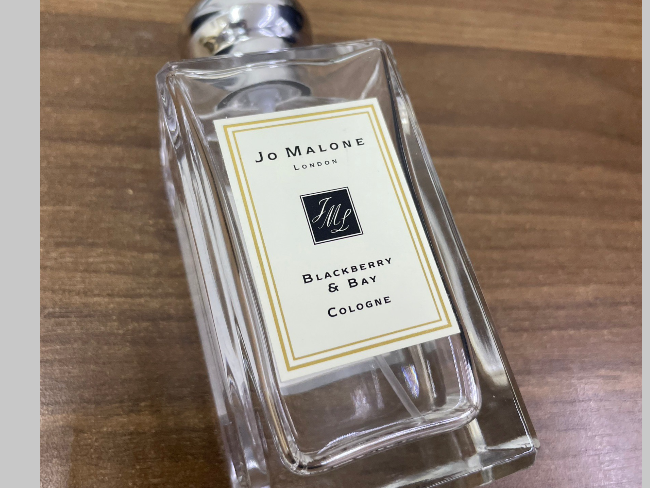 Jo Malone
London
JML
Blackberry
& Bay
Cologne